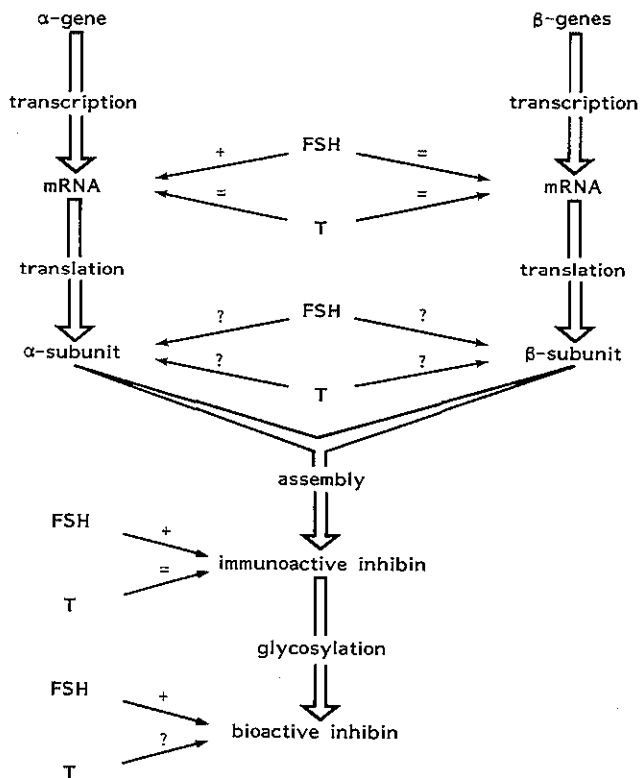 α-gene β-genes
transcription transcription
+ FSH =
mRNA mRNA
= =
T
translation translation
? FSH ?
α-subunit β-subunit
? ?
T
assembly
FSH
+
immunoactive inhibin
=
T
glycosylation
FSH
+
bioactive inhibin
?
T